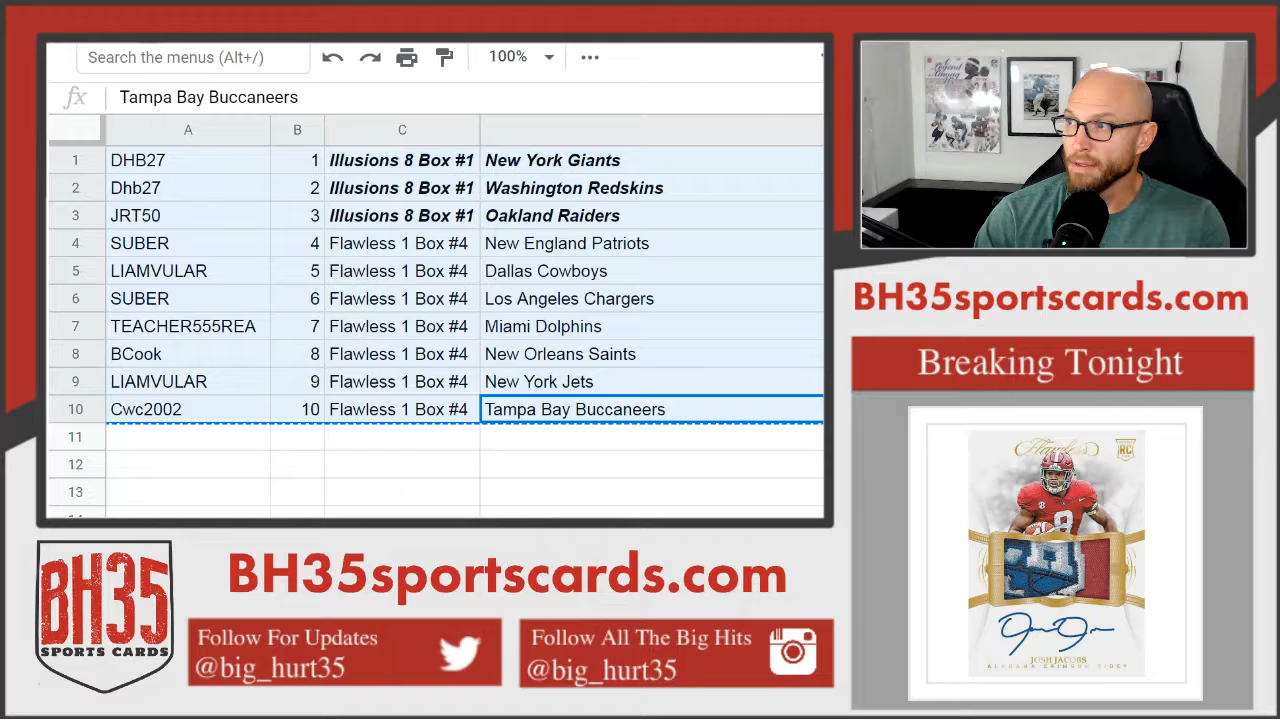 Search the menus (Alt+/)
100%
fx
Tampa Bay Buccaneers
A B C
1 DHB27 1 Illusions 8 Box #1 New York Giants
2 Dhb27 2 Illusions 8 Box #1 Washington Redskins
3 JRT50 3 Illusions 8 Box #1 Oakland Raiders
4 SUBER 4 Flawless 1 Box #4 New England Patriots
5 LIAMVULAR 5 Flawless 1 Box #4 Dallas Cowboys
6 SUBER 6 Flawless 1 Box #4 Los Angeles Chargers
7 TEACHER555REA 7 Flawless 1 Box #4 Miami Dolphins
8 BCook 8 Flawless 1 Box #4 New Orleans Saints
9 LIAMVULAR 9 Flawless 1 Box #4 New York Jets
10 Cwc2002 10 Flawless 1 Box #4 Tampa Bay Buccaneers
11
12
13
BH35sportscards.com
Breaking Tonight
Flawless
RC
8
JOSH JACOBS
ALABAMA CRIMSON TIDE
BH35
SPORTS CARDS
BH35sportscards.com
Follow For Updates
@big_hurt35
Follow All The Big Hits
@big_hurt35